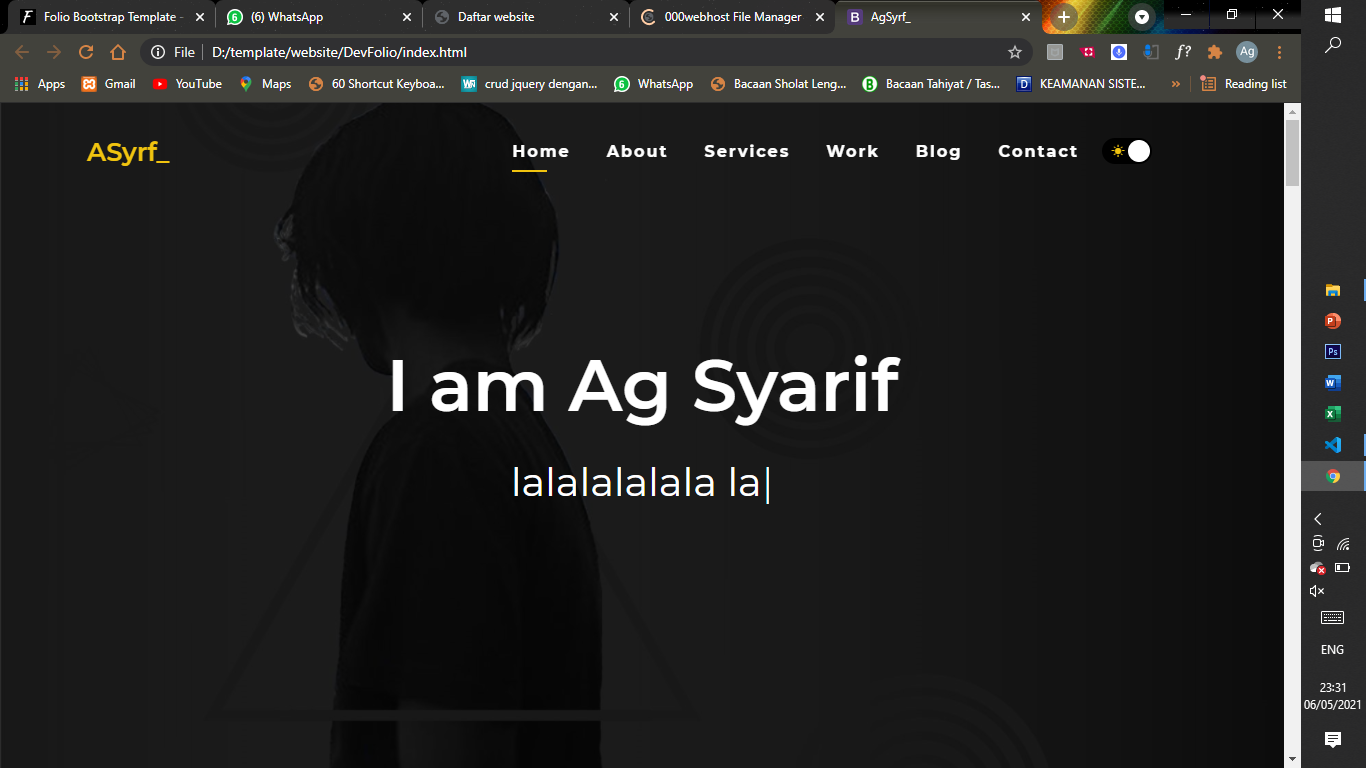 Folio Bootstrap Template -
(6) WhatsApp
Daftar website
000webhost File Manager
AgSyrf_
File
D:/template/website/DevFolio/index.html
f?
Ag
Apps
Gmail
YouTube
Maps
60 Shortcut Keyboa...
crud jquery dengan...
WhatsApp
Bacaan Sholat Leng...
Bacaan Tahiyat / Tas...
KEAMANAN SISTE...
»
Reading list
ASyrf_
Home
About
Services
Work
Blog
Contact
I am Ag Syarif
lalalalalala la|
ENG
23:31
06/05/2021